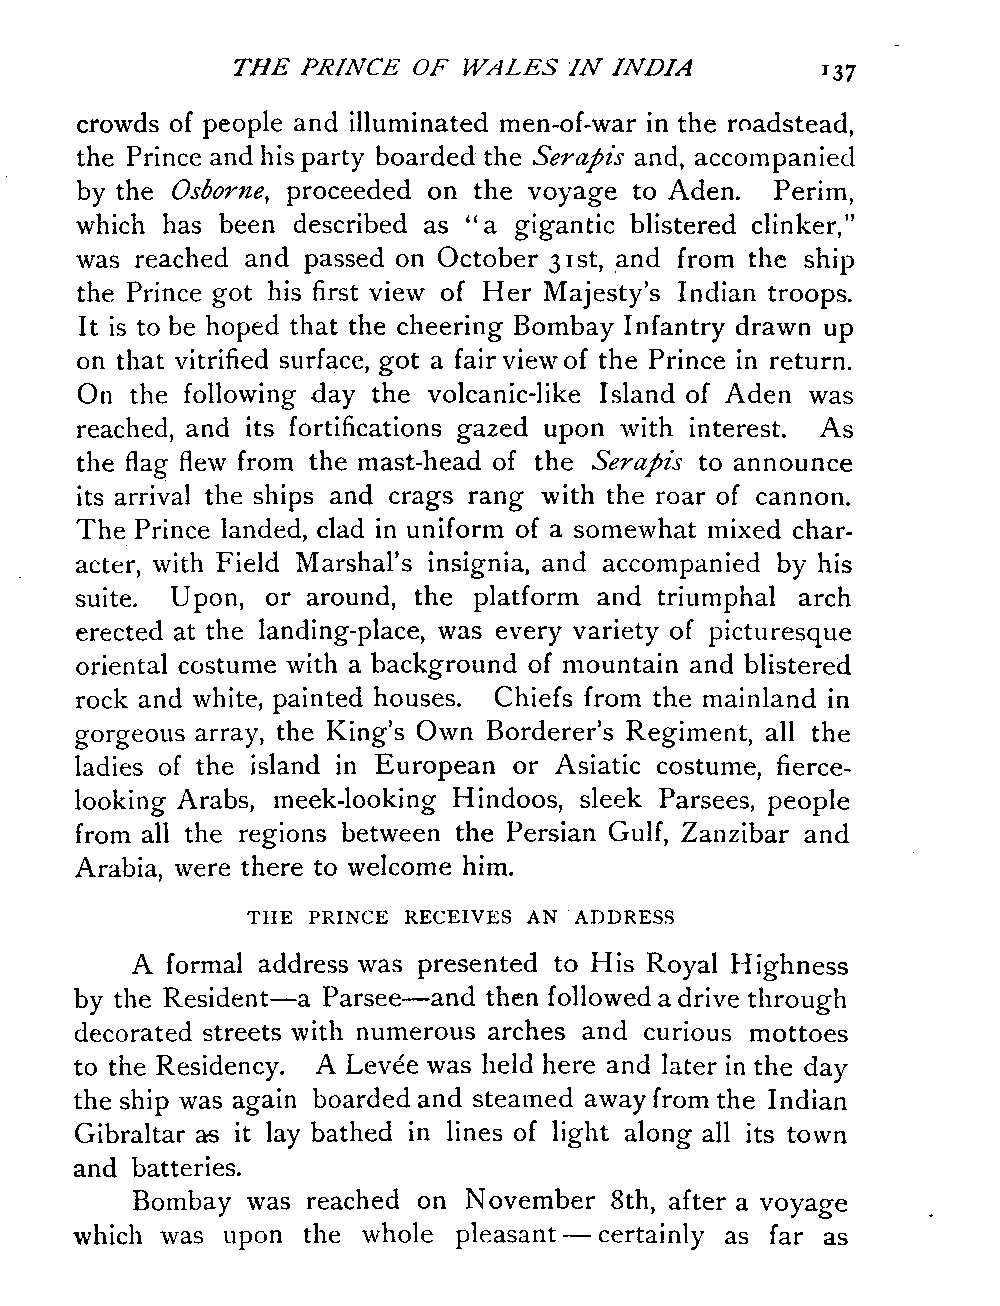 THE PRINCE OF WALES IN INDIA 137
crowds of people and illuminated men-of-war in the roadstead,
the Prince and his party boarded the Serapis and, accompanied
by the Osborne, proceeded on the voyage to Aden. Perim,
which has been described as "a gigantic blistered clinker,"
was reached and passed on October 31st, and from the ship
the Prince got his first view of Her Majesty's Indian troops.
It is to be hoped that the cheering Bombay Infantry drawn up
on that vitrified surface, got a fair view of the Prince in return.
On the following day the volcanic-like Island of Aden was
reached, and its fortifications gazed upon with interest. As
the flag flew from the mast-head of the Serapis to announce
its arrival the ships and crags rang with the roar of cannon.
The Prince landed, clad in uniform of a somewhat mixed char-
acter, with Field Marshal's insignia, and accompanied by his
suite. Upon, or around, the platform and triumphal arch
erected at the landing-place, was every variety of picturesque
oriental costume with a background of mountain and blistered
rock and white, painted houses. Chiefs from the mainland in
gorgeous array, the King's Own Borderer's Regiment, all the
ladies of the island in European or Asiatic costume, fierce-
looking Arabs, meek-looking Hindoos, sleek Parsees, people
from all the regions between the Persian Gulf, Zanzibar and
Arabia, were there to welcome him.
THE PRINCE RECEIVES AN ADDRESS
A formal address was presented to His Royal Highness
by the Resident—a Parsee—and then followed a drive through
decorated streets with numerous arches and curious mottoes
to the Residency. A Levée was held here and later in the day
the ship was again boarded and steamed away from the Indian
Gibraltar as it lay bathed in lines of light along all its town
and batteries.
Bombay was reached on November 8th, after a voyage
which was upon the whole pleasant — certainly as far as